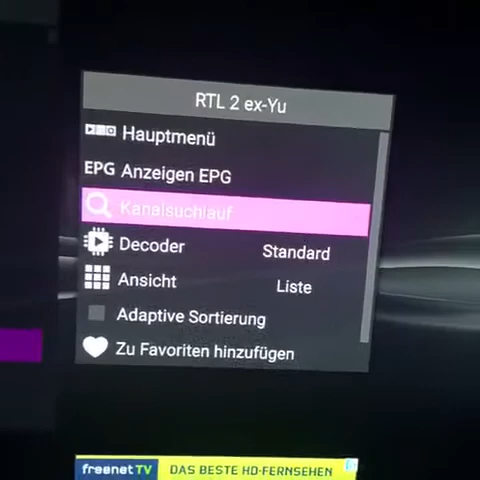 RTL 2 ex-Yu
Hauptmenü
EPG Anzeigen EPG
Kanalsuchlauf
Decoder Standard
Ansicht Liste
Adaptive Sortierung
Zu Favoriten hinzufügen
freenet TV DAS BESTE HD-FERNSEHEN